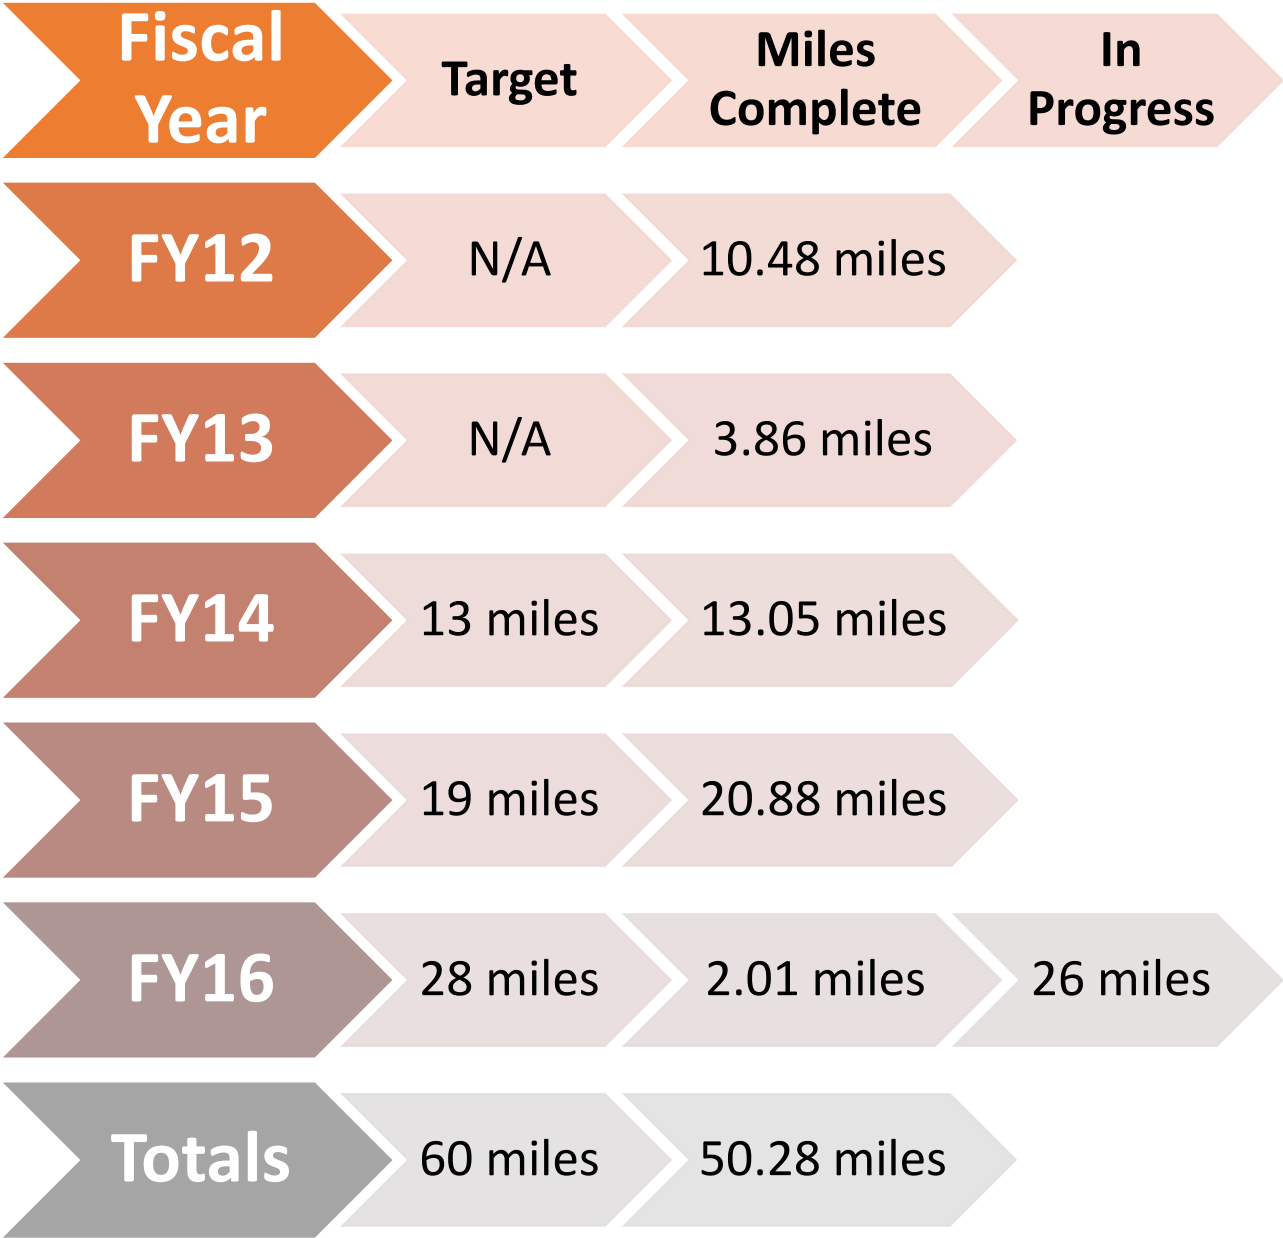 Fiscal
Year
Target
Miles
Complete
In
Progress
FY12
N/A
10.48 miles
FY13
N/A
3.86 miles
FY14
13 miles
13.05 miles
FY15
19 miles
20.88 miles
FY16
28 miles
2.01 miles
26 miles
Totals
60 miles
50.28 miles